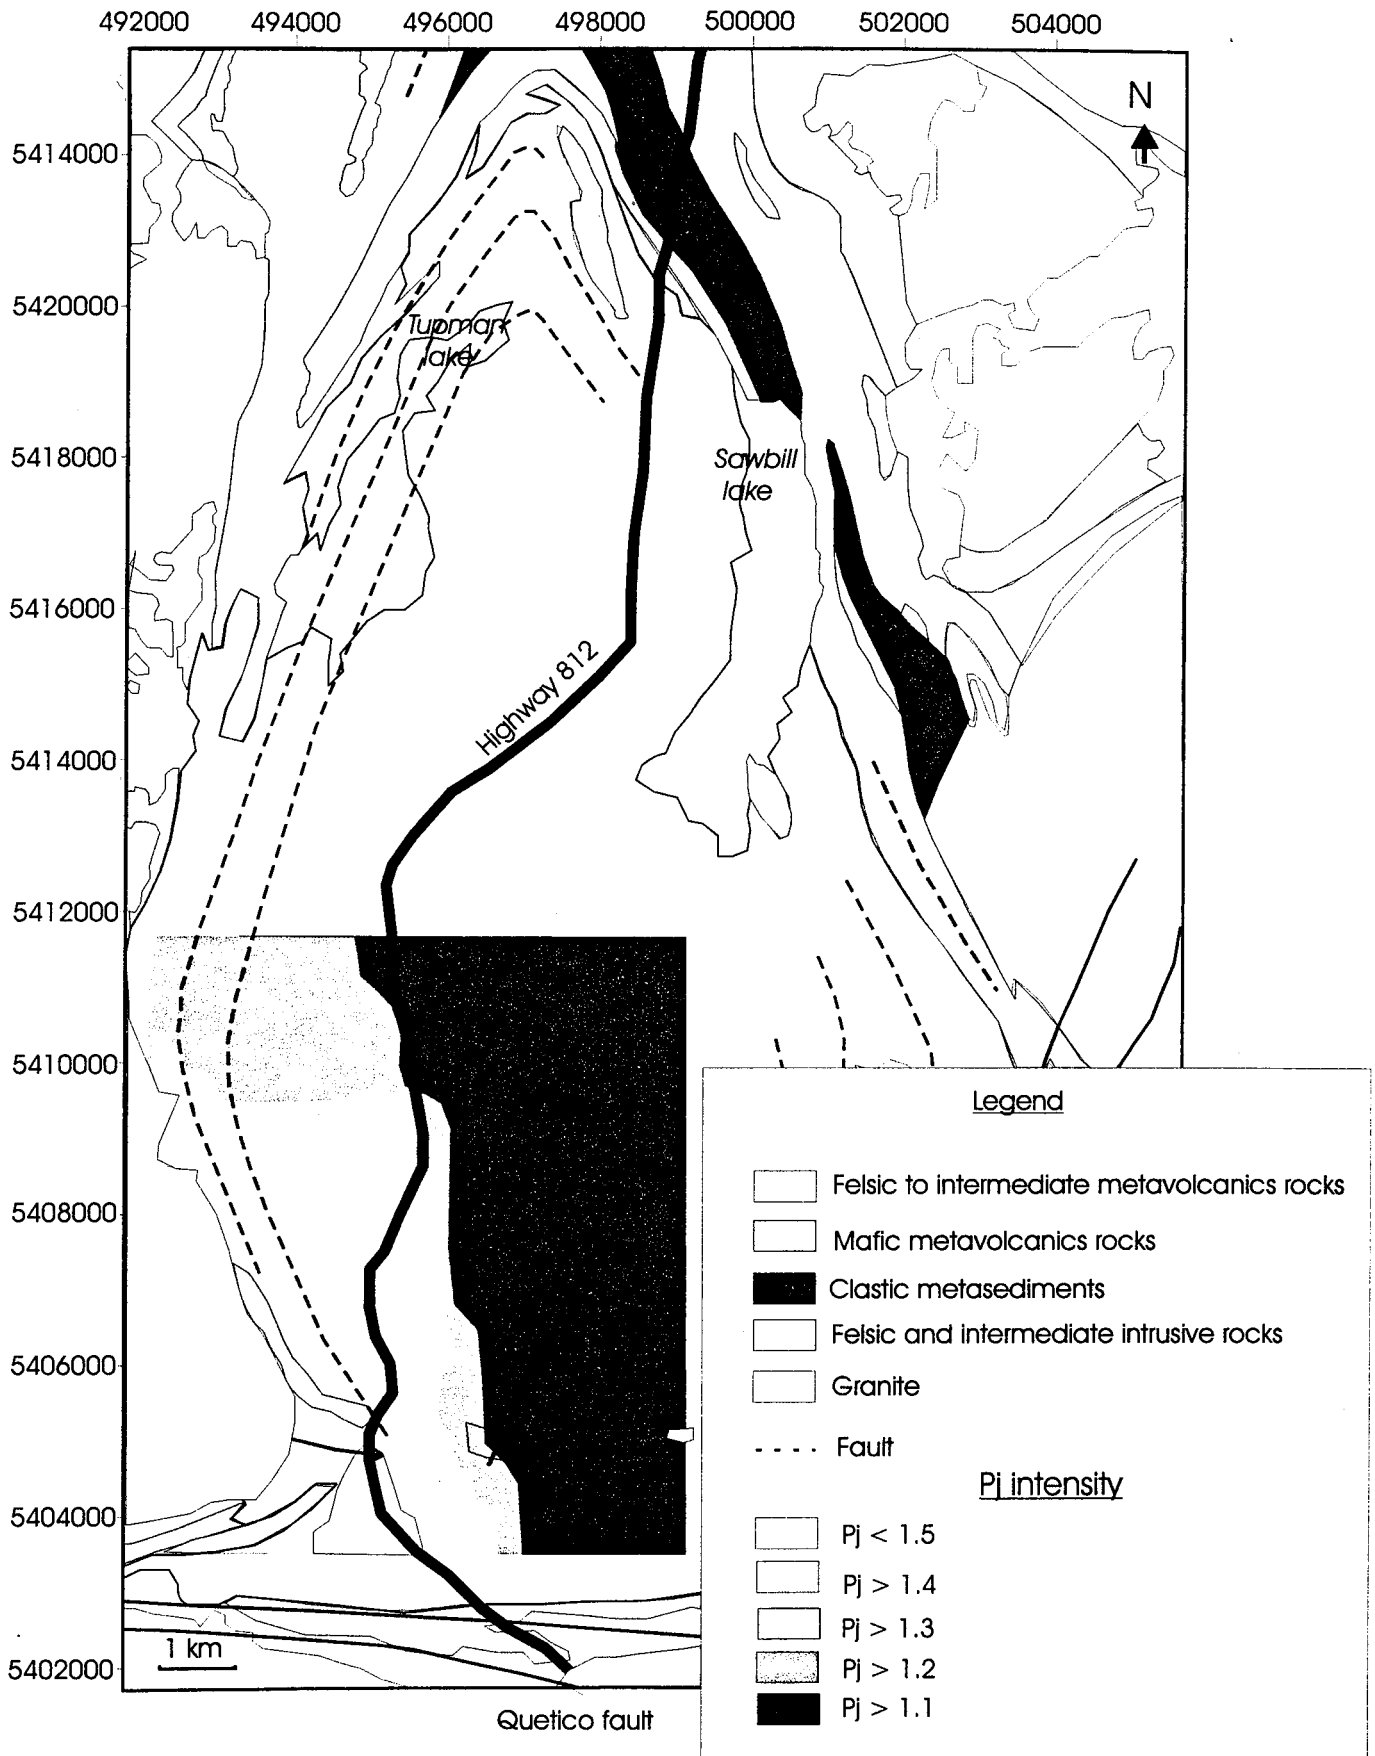 492000 494000 496000 498000 500000 502000 504000
N
5414000
5420000
Tupman
lake
5418000
Sawbill
lake
5416000
Highway 812
5414000
5412000
5410000
Legend
Felsic to intermediate metavolcanics rocks
5408000
Mafic metavolcanics rocks
Clastic metasediments
Felsic and intermediate intrusive rocks
5406000
Granite
Fault
Pj intensity
5404000
Pj < 1.5
Pj > 1.4
Pj > 1.3
1 km
5402000
Pj > 1.2
Pj > 1.1
Quetico fault